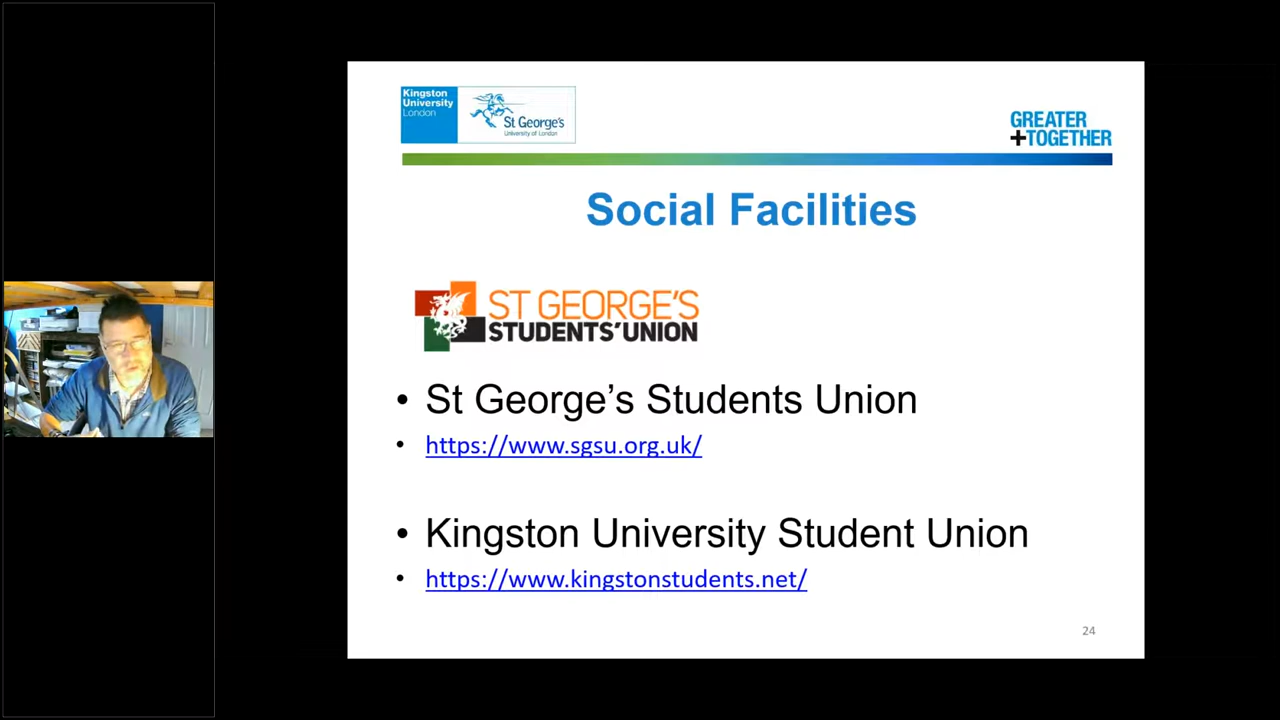 Kingston
University
London
St George's
University of London
GREATER
+TOGETHER
Social Facilities
ST GEORGE'S
STUDENTS'UNION
• St George’s Students Union
• https://www.sgsu.org.uk/
• Kingston University Student Union
• https://www.kingstonstudents.net/
24